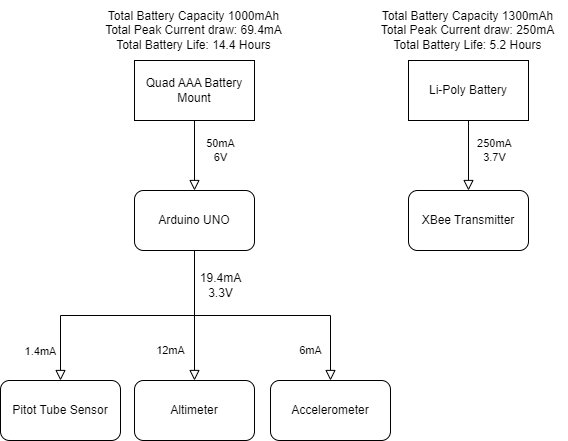 Total Battery Capacity 1000mAh
Total Peak Current draw: 69.4mA
Total Battery Life: 14.4 Hours
Total Battery Capacity 1300mAh
Total Peak Current draw: 250mA
Total Battery Life: 5.2 Hours
Quad AAA Battery
Mount
Li-Poly Battery
50mA
6V
250mA
3.7V
Arduino UNO
XBee Transmitter
19.4mA
3.3V
1.4mA
12mA
6mA
Pitot Tube Sensor
Altimeter
Accelerometer